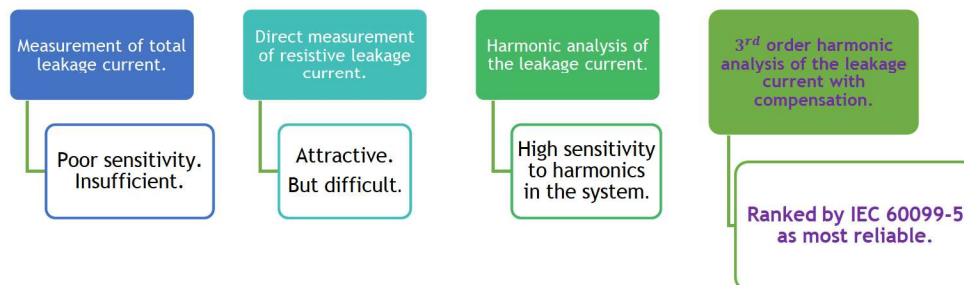 Measurement of total
leakage current.
Poor sensitivity.
Insufficient.
Direct measurement
of resistive leakage
current.
Attractive.
But difficult.
Harmonic analysis of
the leakage current.
High sensitivity
to harmonics
in the system.
3rd order harmonic
analysis of the leakage
current with
compensation.
Ranked by IEC 60099-5
as most reliable.